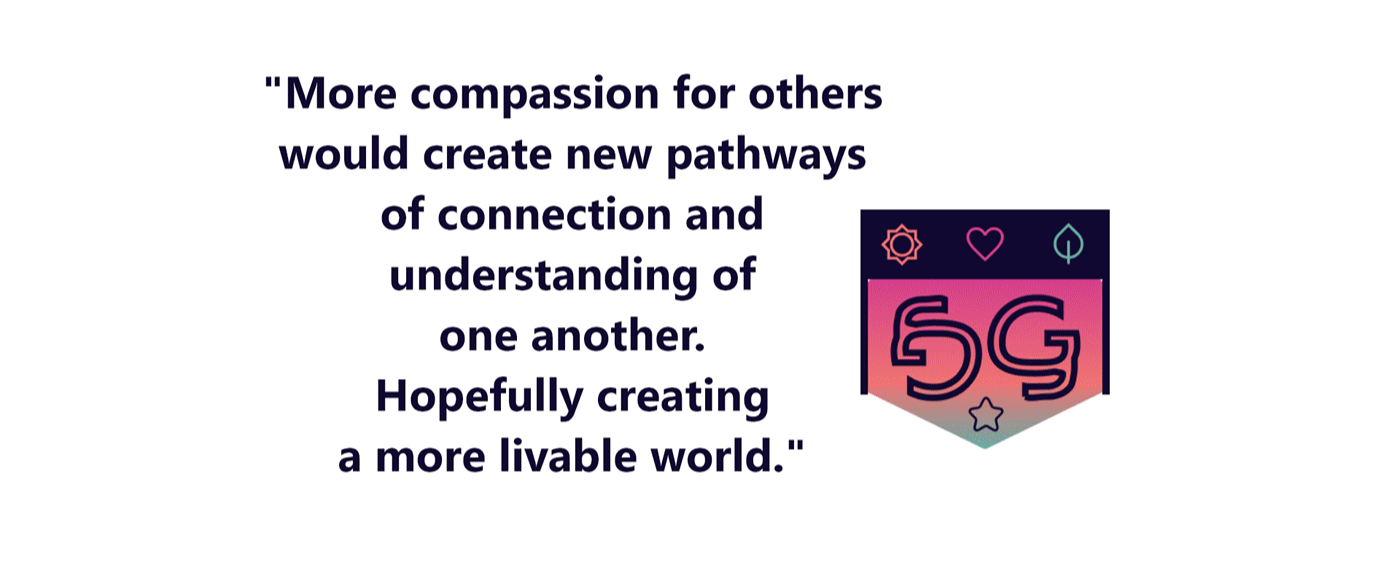 "More compassion for others
would create new pathways
of connection and
understanding of
one another.
Hopefully creating
a more livable world."